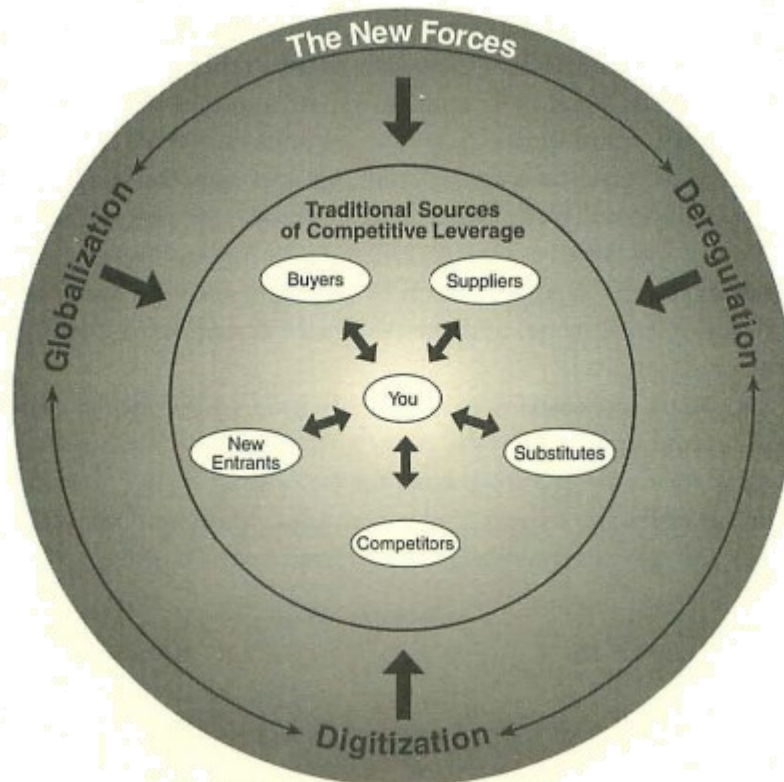 The New Forces
Globalization
Deregulation
Traditional Sources
of Competitive Leverage
Buyers
Suppliers
You
New
Entrants
Substitutes
Competitors
Digitization